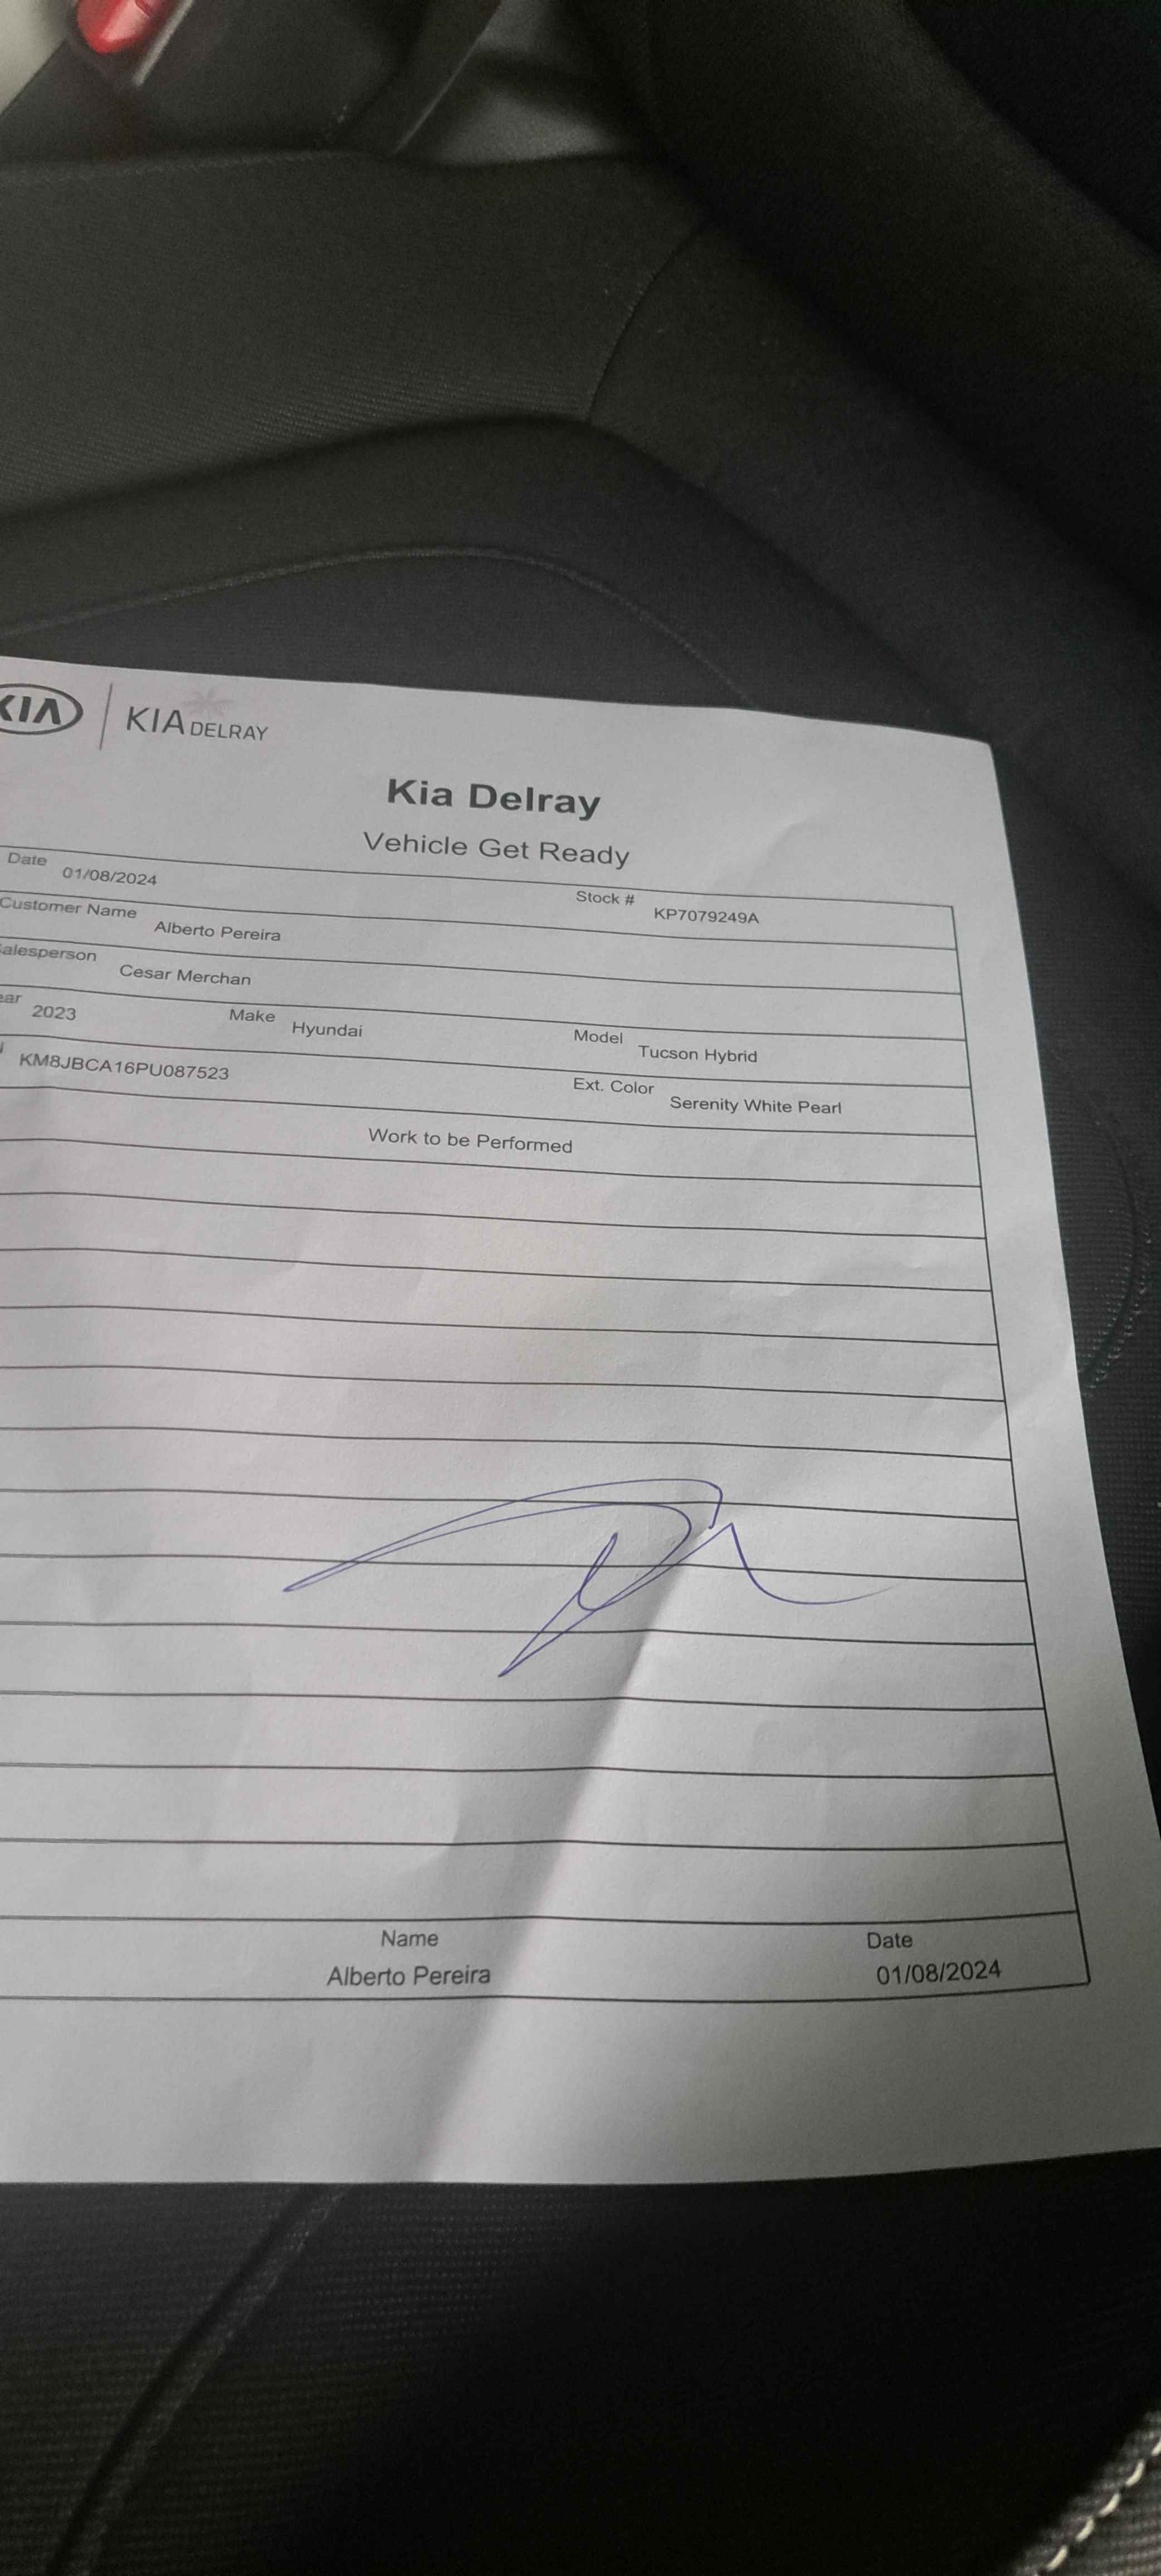 KIA
KIA DELRAY
Kia Delray
Vehicle Get Ready
Date 01/08/2024 Stock # KP7079249A
Customer Name Alberto Pereira
alesperson Cesar Merchan
ear 2023 Make Hyundai Model Tucson Hybrid
KM8JBCA16PU087523 Ext. Color Serenity White Pearl
Work to be Performed
Name Date
Alberto Pereira 01/08/2024